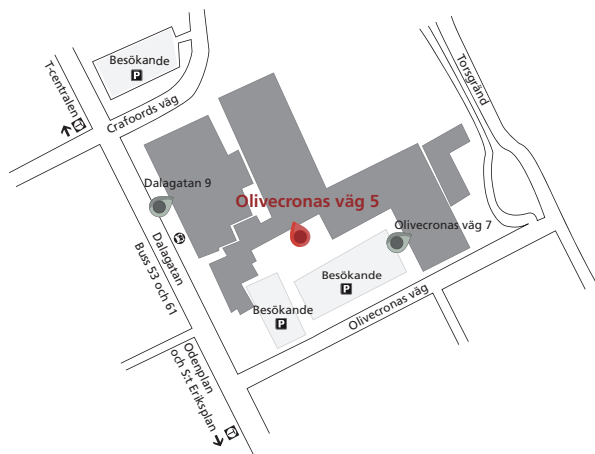 Besökande
P
T-centralen
T
Crafoords väg
Torsgränd
Dalagatan 9
Olivecronas väg 5
Olivecronas väg 7
Dalagatan
Buss 53 och 61
Besökande
P
Besökande
P
Olivecronas väg
Odenplan
och S:t Eriksplan
T